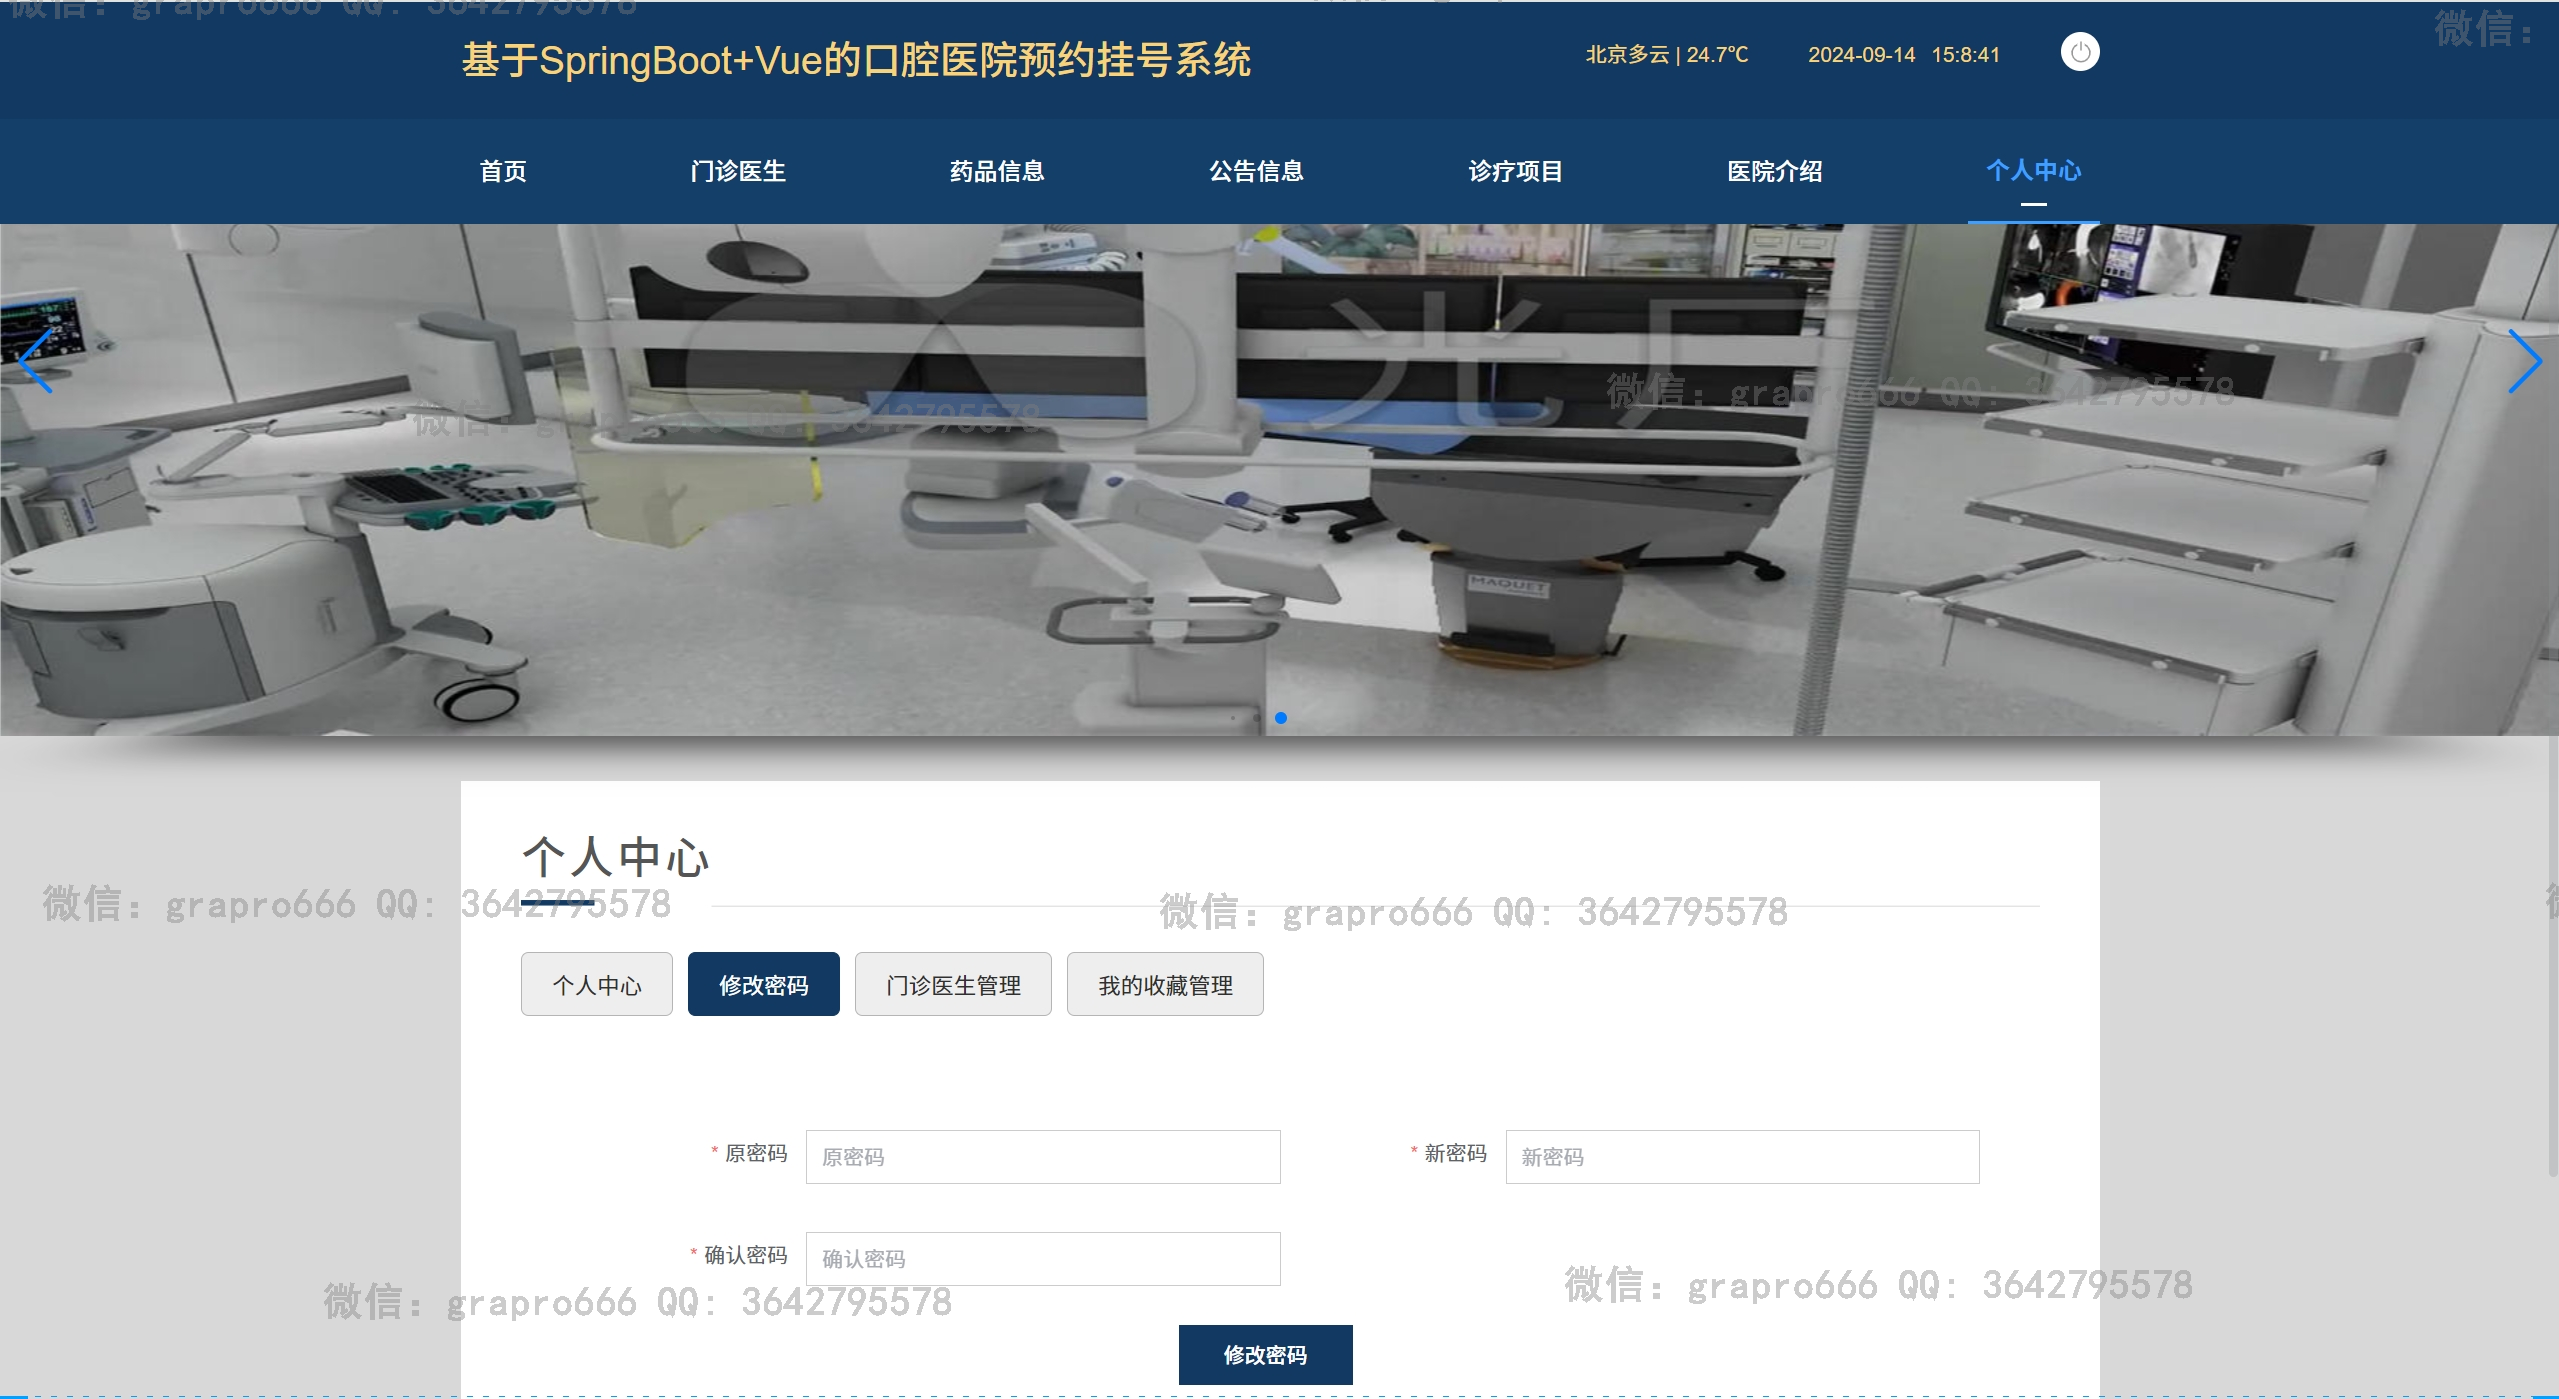 微信: grapro666 QQ: 3642795578
微信:
基于SpringBoot+Vue的口腔医院预约挂号系统
北京多云 | 24.7℃ 2024-09-14 15:8:41
首页 门诊医生 药品信息 公告信息 诊疗项目 医院介绍 个人中心
光厂
微信: grapro666 QQ: 3642795578
微信: grapro666 QQ: 3642795578
MAQUET
个人中心
微信: grapro666 QQ: 3642795578
微信: grapro666 QQ: 3642795578
个人中心 修改密码 门诊医生管理 我的收藏管理
* 原密码 原密码 * 新密码 新密码
* 确认密码 确认密码
微信: grapro666 QQ: 3642795578
微信: grapro666 QQ: 3642795578
修改密码